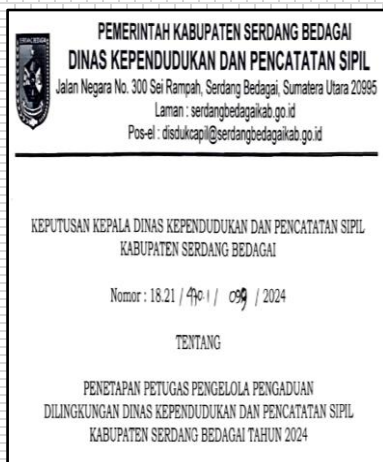 PEMERINTAH KABUPATEN SERDANG BEDAGAI
DINAS KEPENDUDUKAN DAN PENCATATAN SIPIL
Jalan Negara No. 300 Sei Rampah, Serdang Bedagai, Sumatera Utara 20995
Laman : serdangbedagaikab.go.id
Pos-el : disdukcapil@serdangbedagaikab.go.id
KEPUTUSAN KEPALA DINAS KEPENDUDUKAN DAN PENCATATAN SIPIL
KABUPATEN SERDANG BEDAGAI
Nomor : 18.21 / / / 2024
TENTANG
PENETAPAN PETUGAS PENGELOLA PENGADUAN
DILINGKUNGAN DINAS KEPENDUDUKAN DAN PENCATATAN SIPIL
KABUPATEN SERDANG BEDAGAI TAHUN 2024